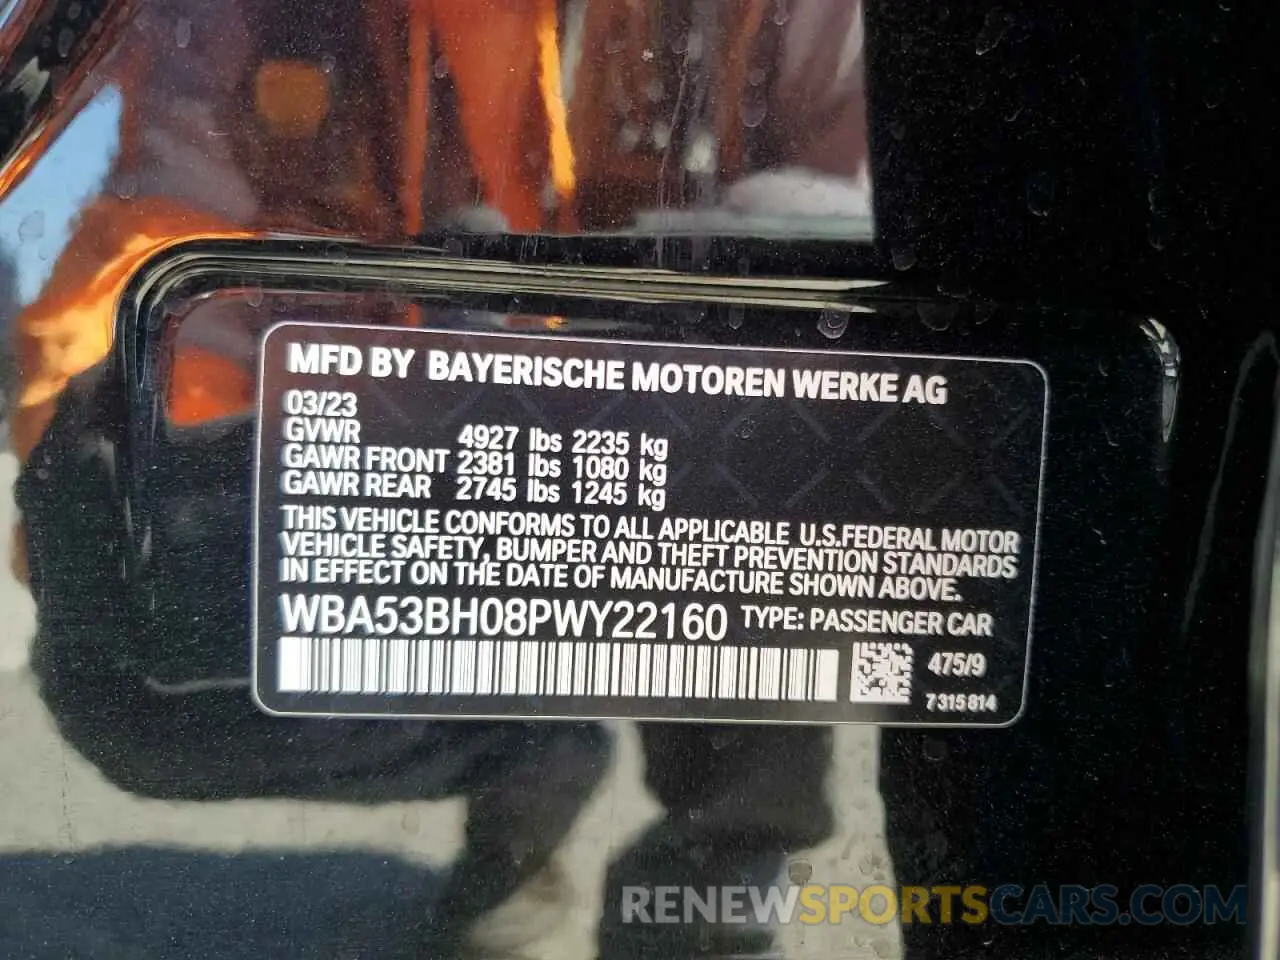 MFD BY BAYERISCHE MOTOREN WERKE AG
03/23
GVWR 4927 lbs 2235 kg
GAWR FRONT 2381 lbs 1080 kg
GAWR REAR 2745 lbs 1245 kg
THIS VEHICLE CONFORMS TO ALL APPLICABLE U.S.FEDERAL MOTOR
VEHICLE SAFETY, BUMPER AND THEFT PREVENTION STANDARDS
IN EFFECT ON THE DATE OF MANUFACTURE SHOWN ABOVE.
WBA53BH08PWY22160 TYPE: PASSENGER CAR
475/9
7315814
RENEWSPORTSCARS.COM